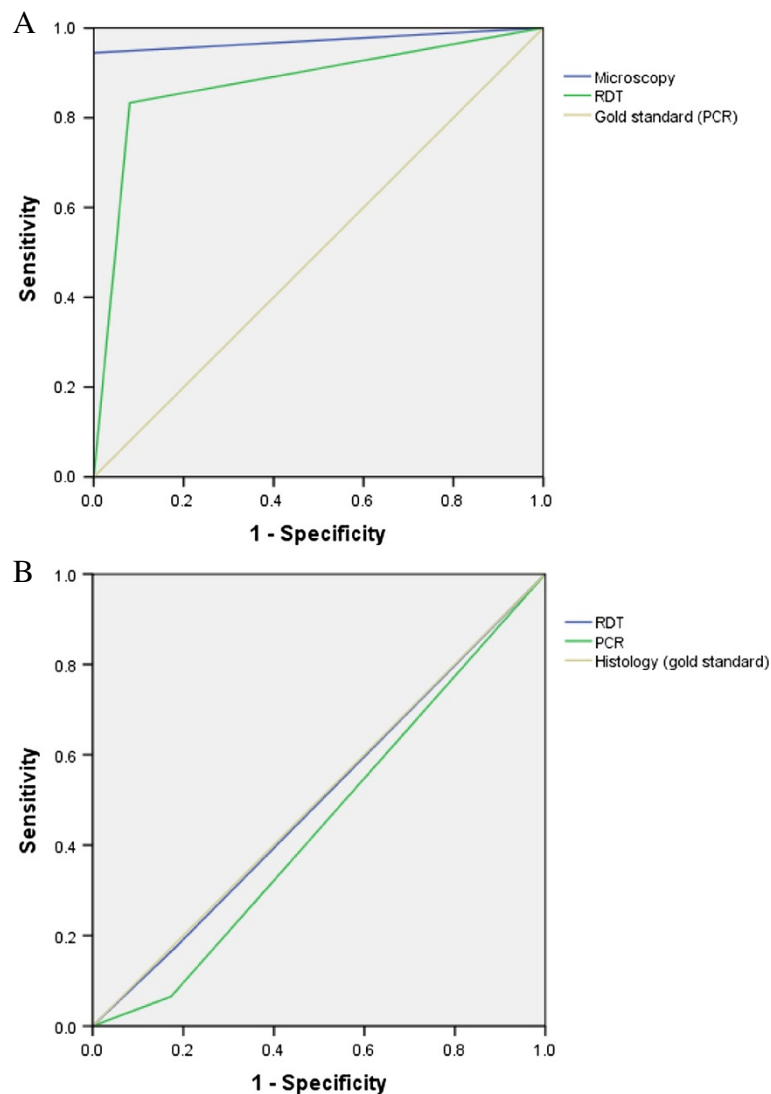 A
1.0
0.8
0.6
0.4
0.2
0.0
Sensitivity
0.0 0.2 0.4 0.6 0.8 1.0
1 - Specificity
Microscopy
RDT
Gold standard (PCR)
B
1.0
0.8
0.6
0.4
0.2
0.0
Sensitivity
0.0 0.2 0.4 0.6 0.8 1.0
1 - Specificity
RDT
PCR
Histology (gold standard)